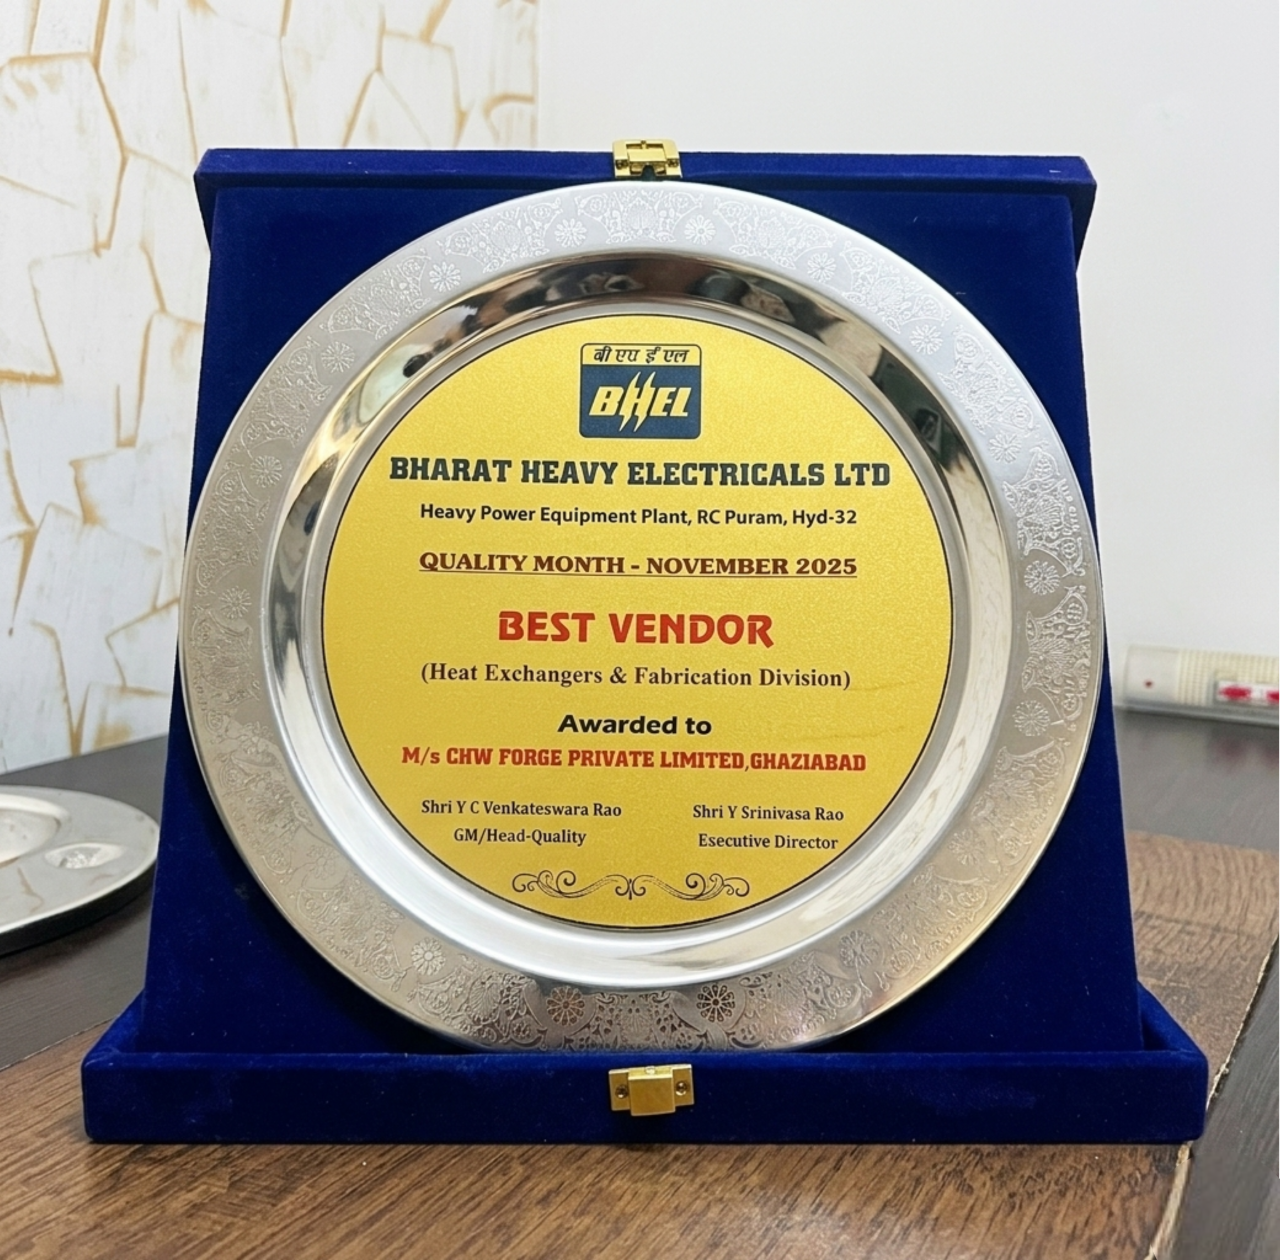 बी एच ई एल
BHEL
BHARAT HEAVY ELECTRICALS LTD
Heavy Power Equipment Plant, RC Puram, Hyd-32
QUALITY MONTH - NOVEMBER 2025
BEST VENDOR
(Heat Exchangers & Fabrication Division)
Awarded to
M/s CHW FORGE PRIVATE LIMITED,GHAZIABAD
Shri Y C Venkateswara Rao
GM/Head-Quality
Shri Y Srinivasa Rao
Esecutive Director